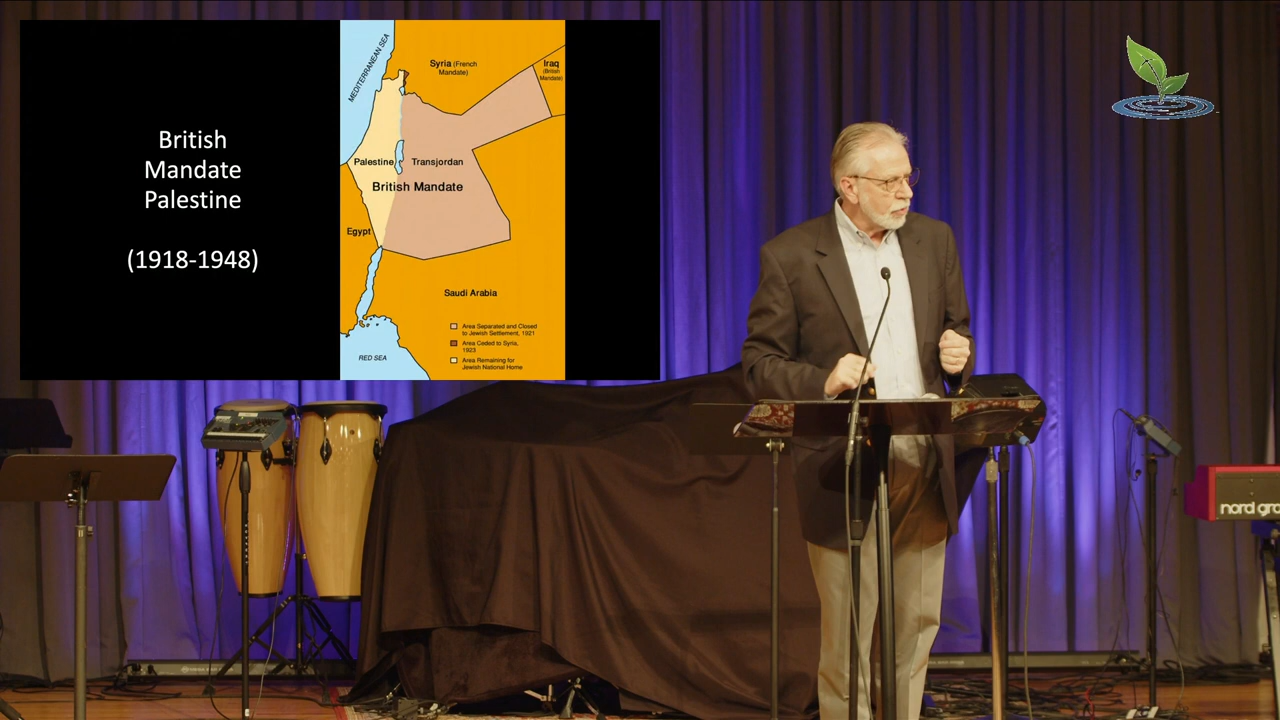 British
Mandate
Palestine
(1918-1948)
MEDITERRANEAN SEA
Syria (French
Mandate)
Iraq
(British
Mandate)
Palestine
Transjordan
British Mandate
Egypt
Saudi Arabia
Area Separated and Closed
to Jewish Settlement, 1921
Area Ceded to Syria,
1923
Area Remaining for
Jewish National Home
RED SEA
nord gr